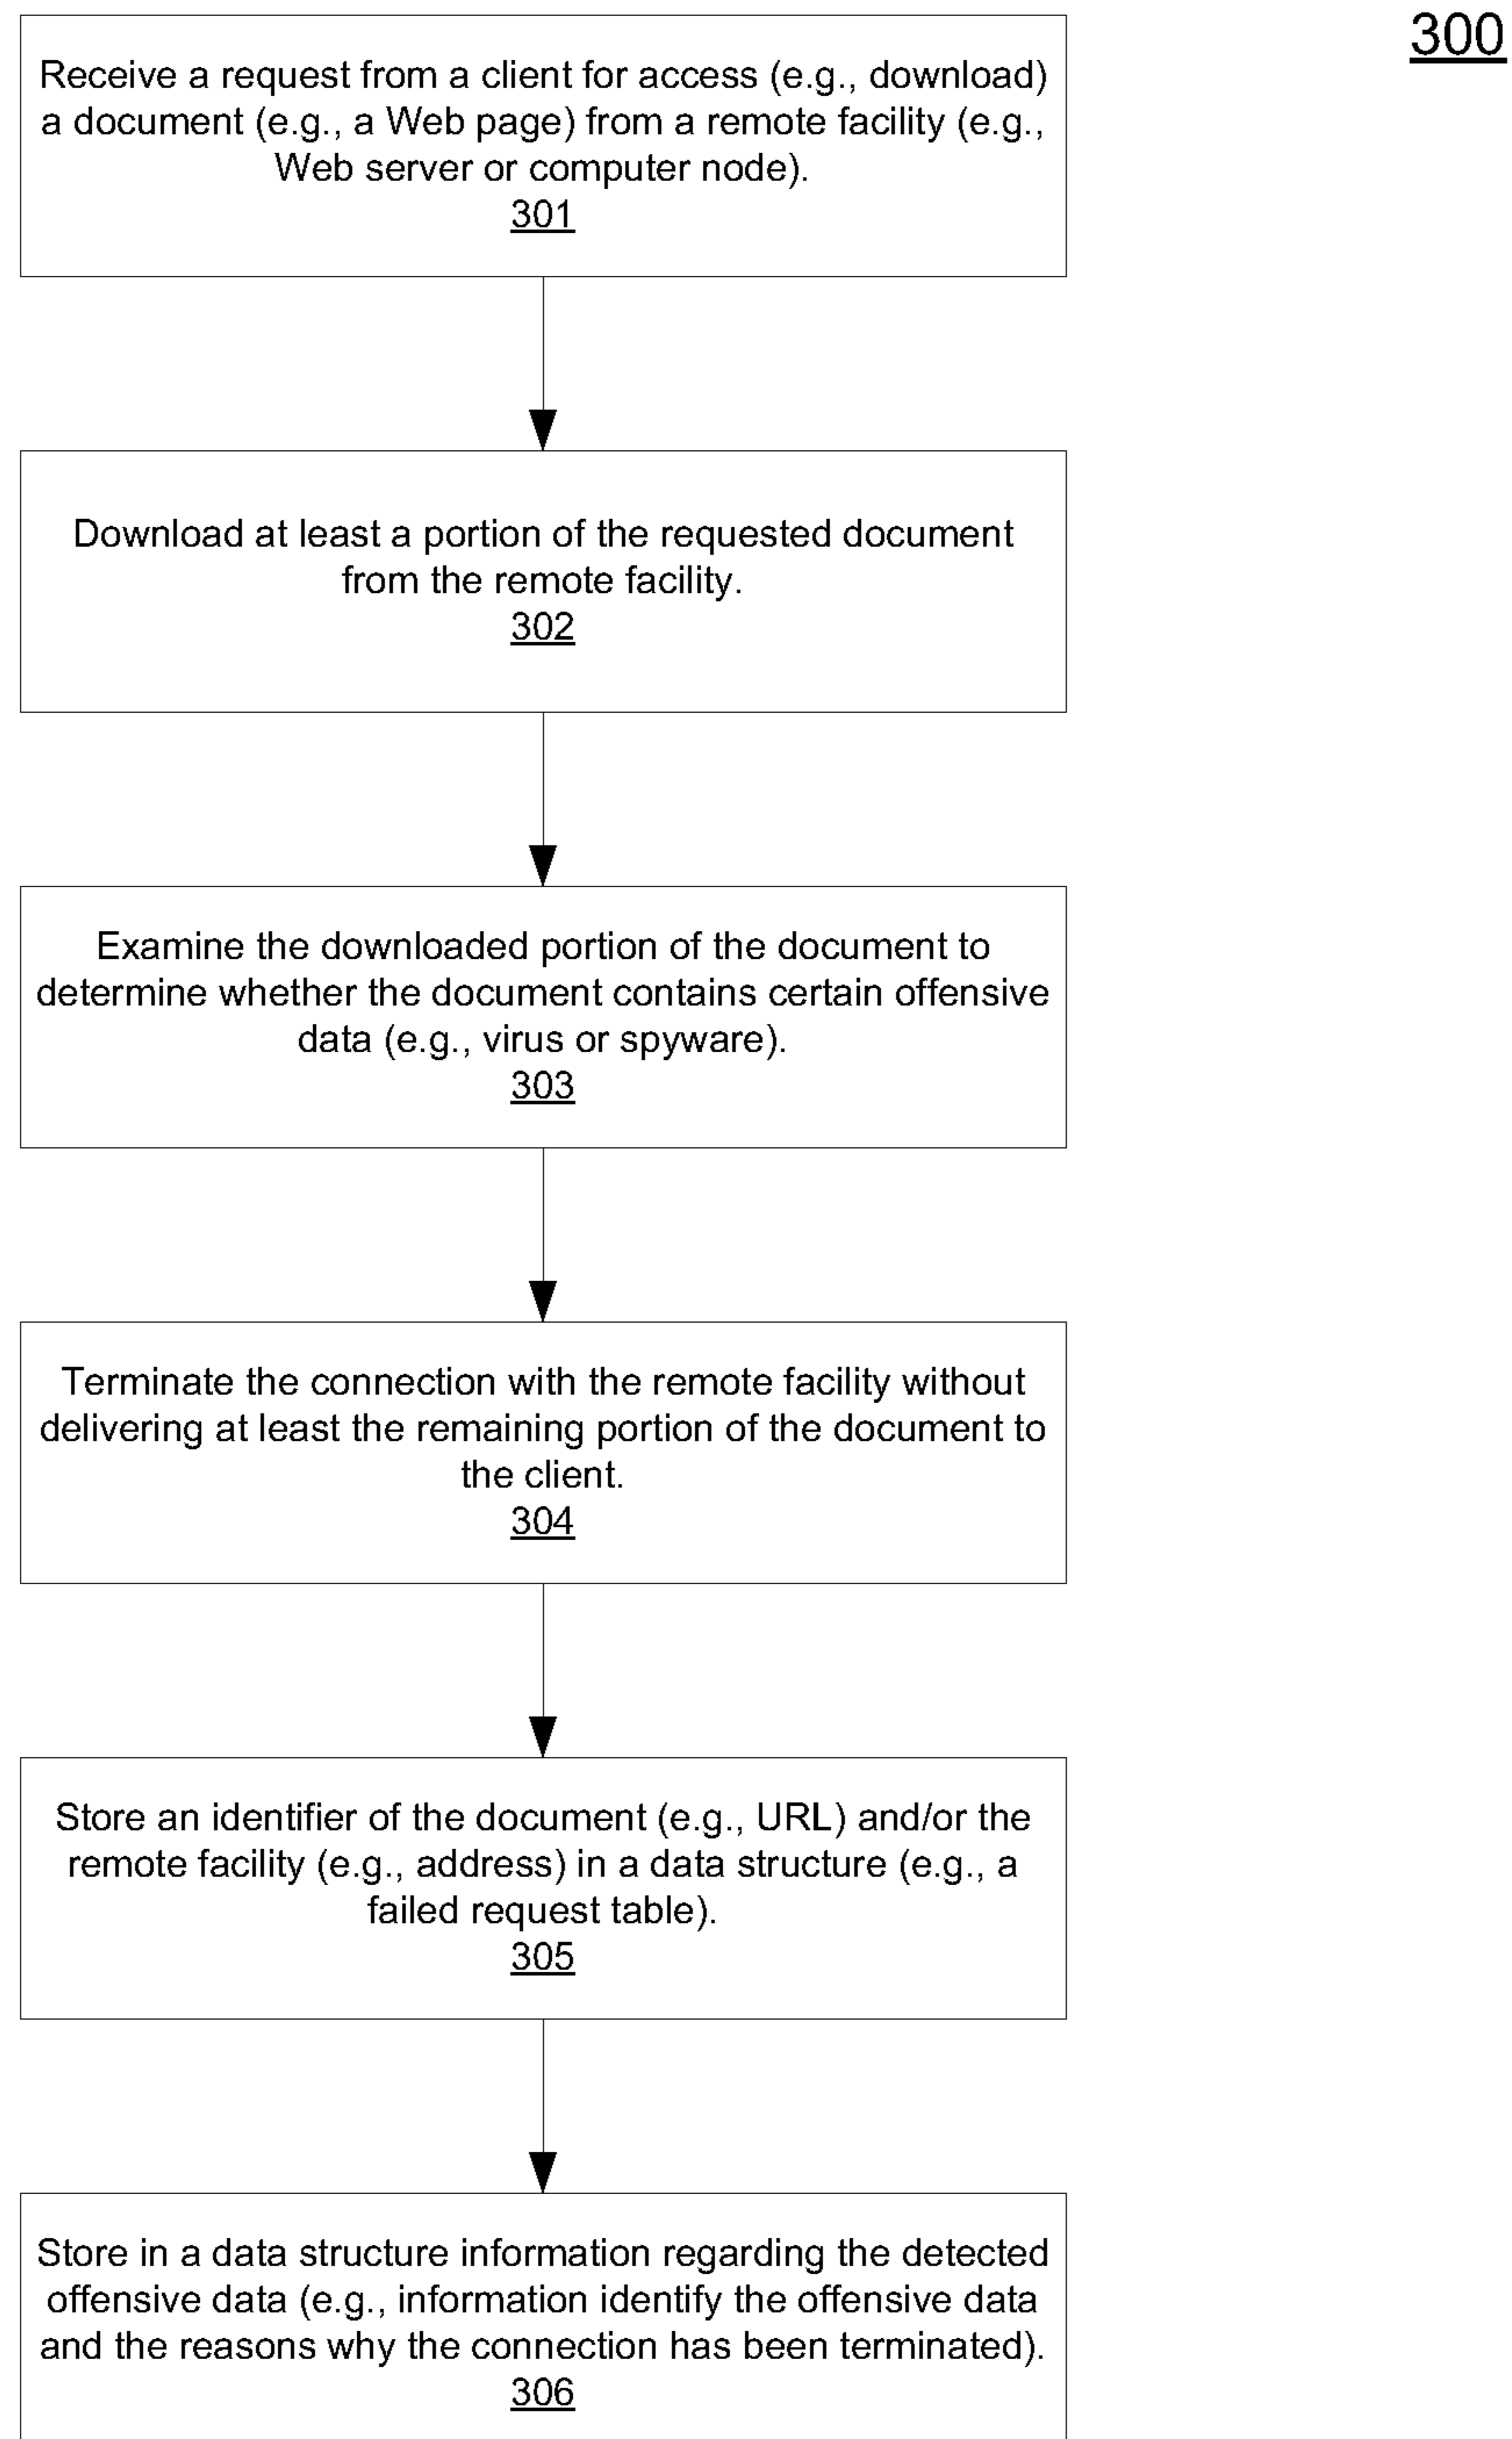 300
Receive a request from a client for access (e.g., download)
a document (e.g., a Web page) from a remote facility (e.g.,
Web server or computer node).
301
Download at least a portion of the requested document
from the remote facility.
302
Examine the downloaded portion of the document to
determine whether the document contains certain offensive
data (e.g., virus or spyware).
303
Terminate the connection with the remote facility without
delivering at least the remaining portion of the document to
the client.
304
Store an identifier of the document (e.g., URL) and/or the
remote facility (e.g., address) in a data structure (e.g., a
failed request table).
305
Store in a data structure information regarding the detected
offensive data (e.g., information identify the offensive data
and the reasons why the connection has been terminated).
306